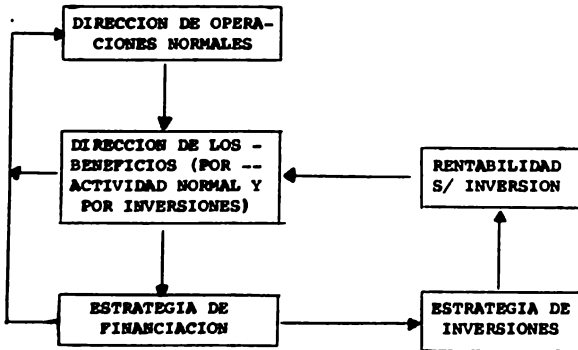 DIRECCION DE OPERA-
CIONES NORMALES
DIRECCION DE LOS -
BENEFICIOS (POR --
ACTIVIDAD NORMAL Y
POR INVERSIONES)
RENTABILIDAD
S/ INVERSION
ESTRATEGIA DE
FINANCIACION
ESTRATEGIA DE
INVERSIONES